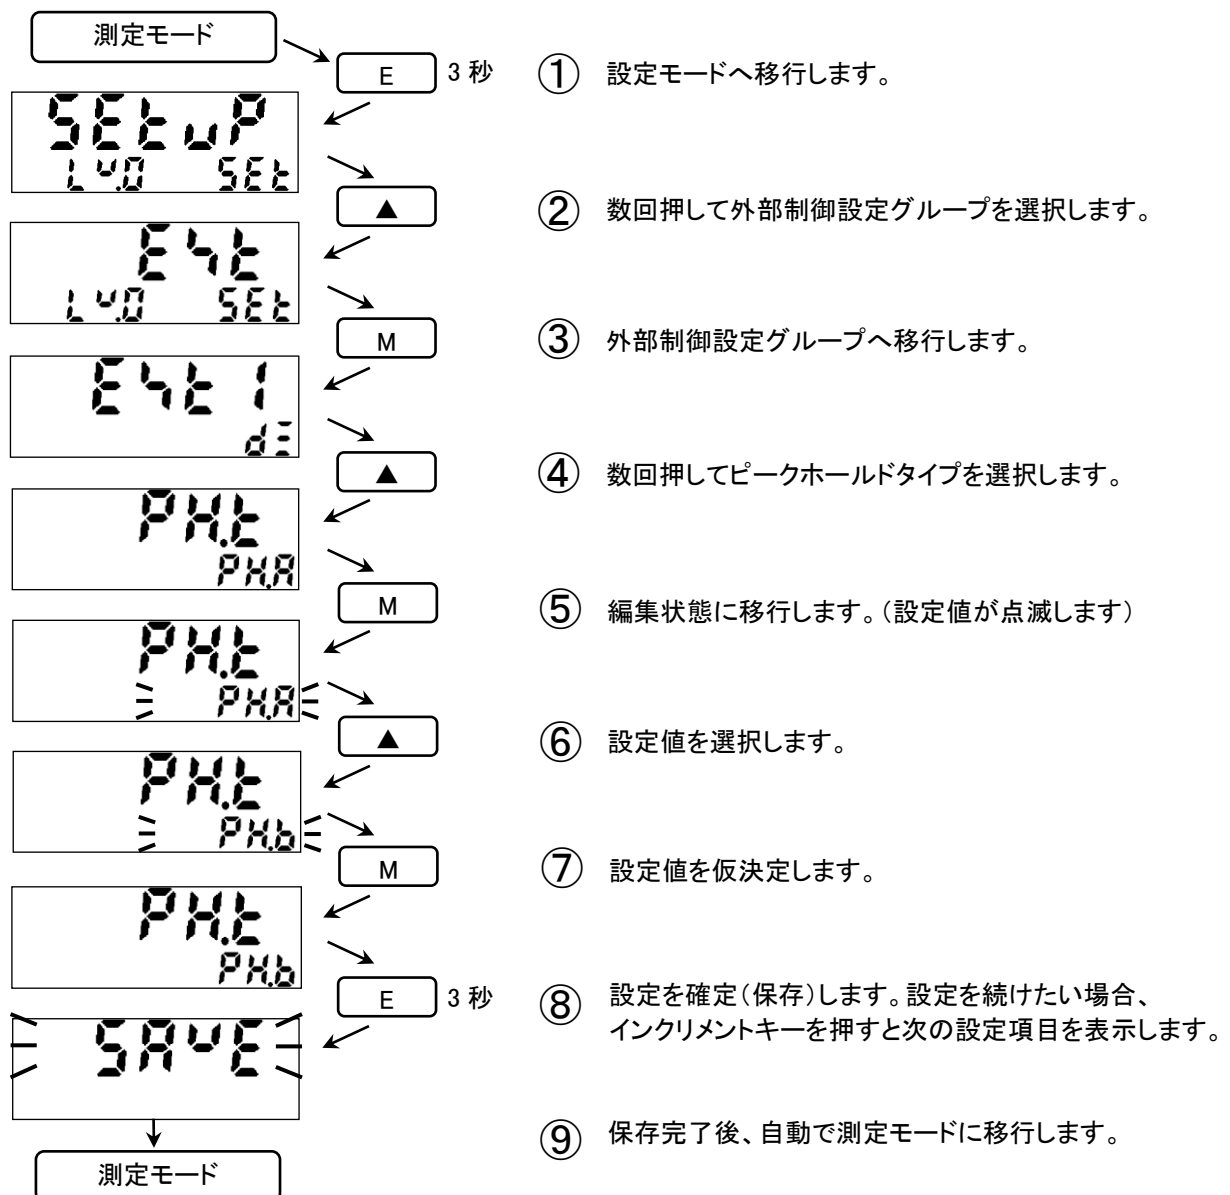 測定モード
E 3 秒 ① 設定モードへ移行します。
SEtuP
Lv.0 SEt
▲ ② 数回押して外部制御設定グループを選択します。
E4t
Lv.0 SEt
M ③ 外部制御設定グループへ移行します。
E4t 1
dΞ
▲ ④ 数回押してピークホールドタイプを選択します。
PH.t
PH.A
M ⑤ 編集状態に移行します。(設定値が点滅します)
PH.t
PH.A
▲ ⑥ 設定値を選択します。
PH.t
PH.b
M ⑦ 設定値を仮決定します。
PH.t
PH.b
E 3 秒 ⑧ 設定を確定(保存)します。設定を続けたい場合、
インクリメントキーを押すと次の設定項目を表示します。
SAvE
⑨ 保存完了後、自動で測定モードに移行します。
測定モード